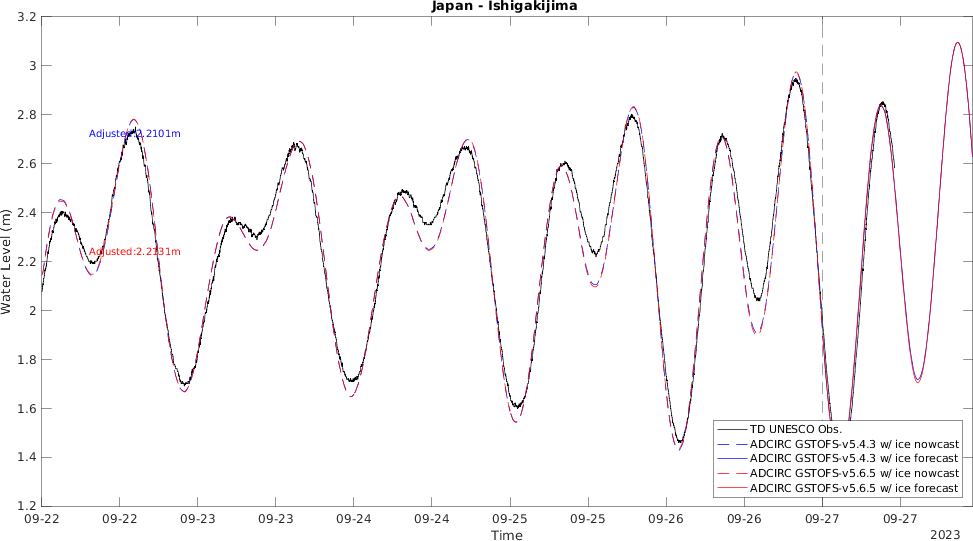 Japan - Ishigakijima
3.2
3
2.8
2.6
2.4
2.2
2
1.8
1.6
1.4
1.2
Water Level (m)
Adjusted:2.2101m
Adjusted:2.2131m
TD UNESCO Obs.
ADCIRC GSTOFS-v5.4.3 w/ ice nowcast
ADCIRC GSTOFS-v5.4.3 w/ ice forecast
ADCIRC GSTOFS-v5.6.5 w/ ice nowcast
ADCIRC GSTOFS-v5.6.5 w/ ice forecast
09-22 09-22 09-23 09-23 09-24 09-24 09-25 09-25 09-26 09-26 09-27 09-27
Time
2023